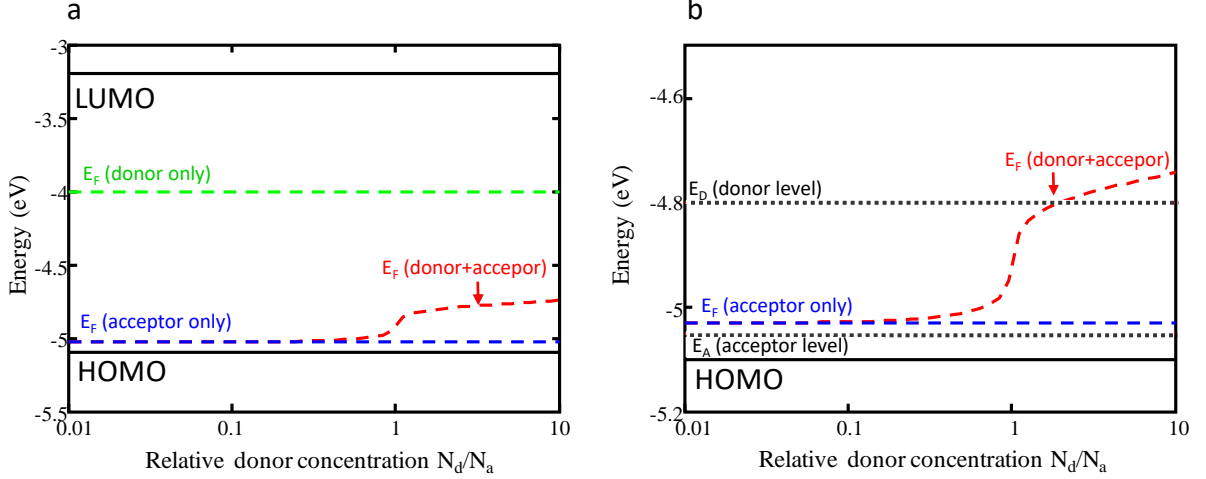 a
-3
LUMO
-3.5
E_F (donor only)
-4
Energy (eV)
-4.5
E_F (donor+accepor)
E_F (acceptor only)
-5
HOMO
-5.5
0.01
0.1
1
10
Relative donor concentration N_d/N_a
b
-4.6
E_F (donor+accepor)
E_D (donor level)
-4.8
Energy (eV)
E_F (acceptor only)
-5
E_A (acceptor level)
HOMO
-5.2
0.01
0.1
1
10
Relative donor concentration N_d/N_a